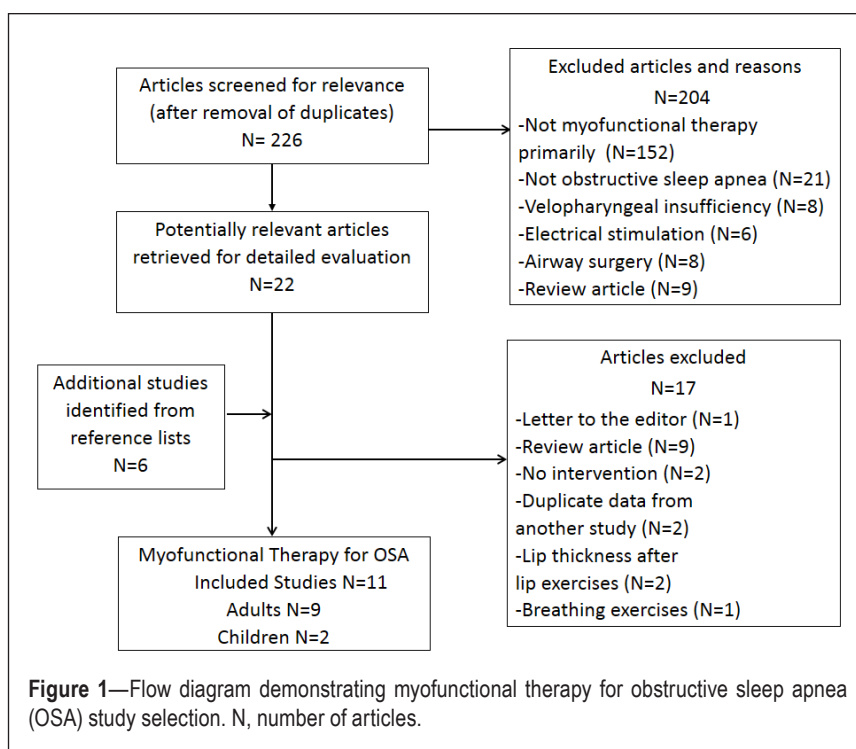 Articles screened for relevance
(after removal of duplicates)
N= 226
Excluded articles and reasons
N=204
-Not myofunctional therapy
primarily (N=152)
-Not obstructive sleep apnea (N=21)
-Velopharyngeal insufficiency (N=8)
-Electrical stimulation (N=6)
-Airway surgery (N=8)
-Review article (N=9)
Potentially relevant articles
retrieved for detailed evaluation
N=22
Additional studies
identified from
reference lists
N=6
Articles excluded
N=17
-Letter to the editor (N=1)
-Review article (N=9)
-No intervention (N=2)
-Duplicate data from
another study (N=2)
-Lip thickness after
lip exercises (N=2)
-Breathing exercises (N=1)
Myofunctional Therapy for OSA
Included Studies N=11
Adults N=9
Children N=2
Figure 1—Flow diagram demonstrating myofunctional therapy for obstructive sleep apnea
(OSA) study selection. N, number of articles.